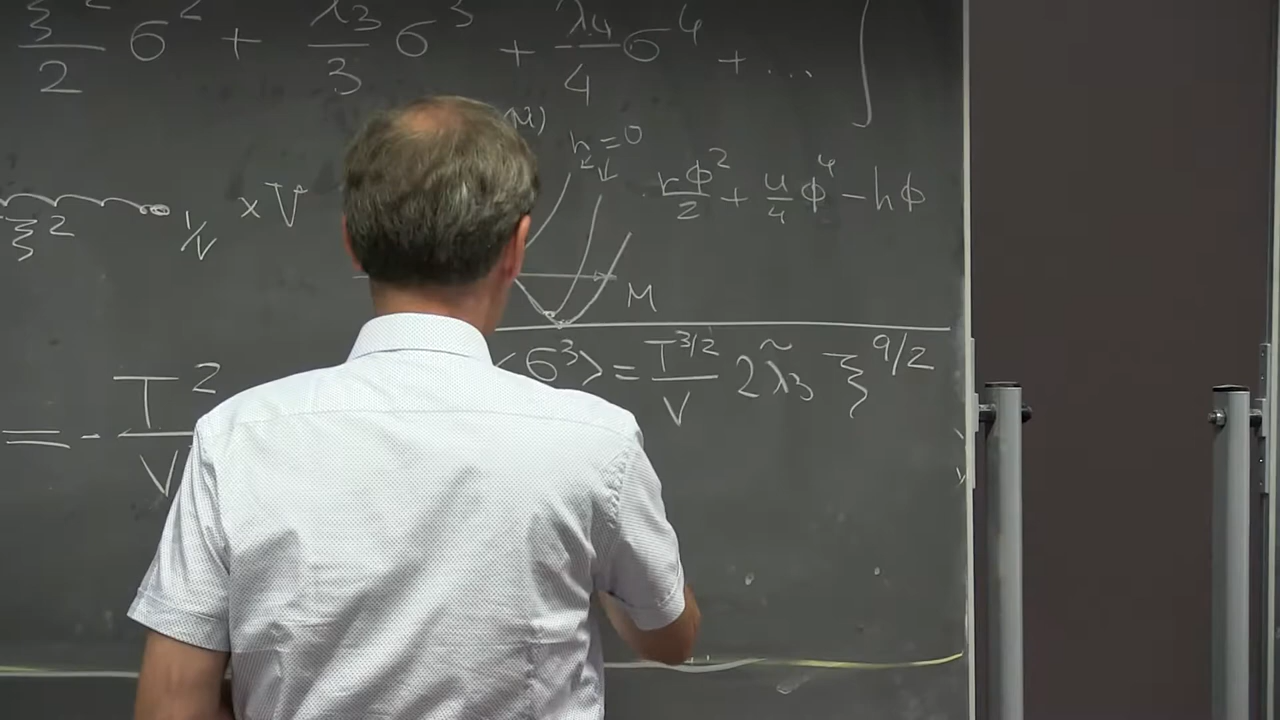 ξ²/2 σ² + λ₃/3 σ³ + λ₄/4 σ⁴ + ... ]
h = 0
ξ² 1/V × V rφ²/2 + u/4 φ⁴ − hφ
M
<σ³> = T^{3/2}/V 2λ̃₃ ξ^{9/2}
= − T²/V